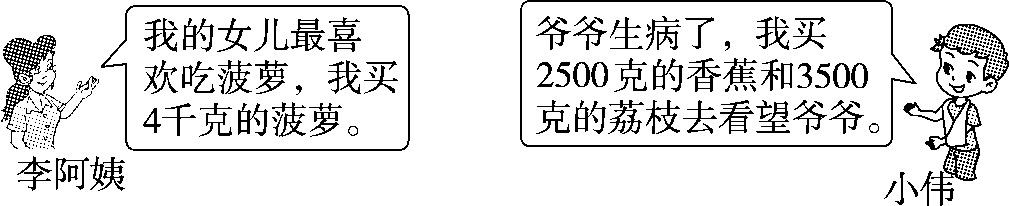 我的女儿最喜
欢吃菠萝，我买
4千克的菠萝。
李阿姨
爷爷生病了，我买
2500克的香蕉和3500
克的荔枝去看望爷爷。
小伟